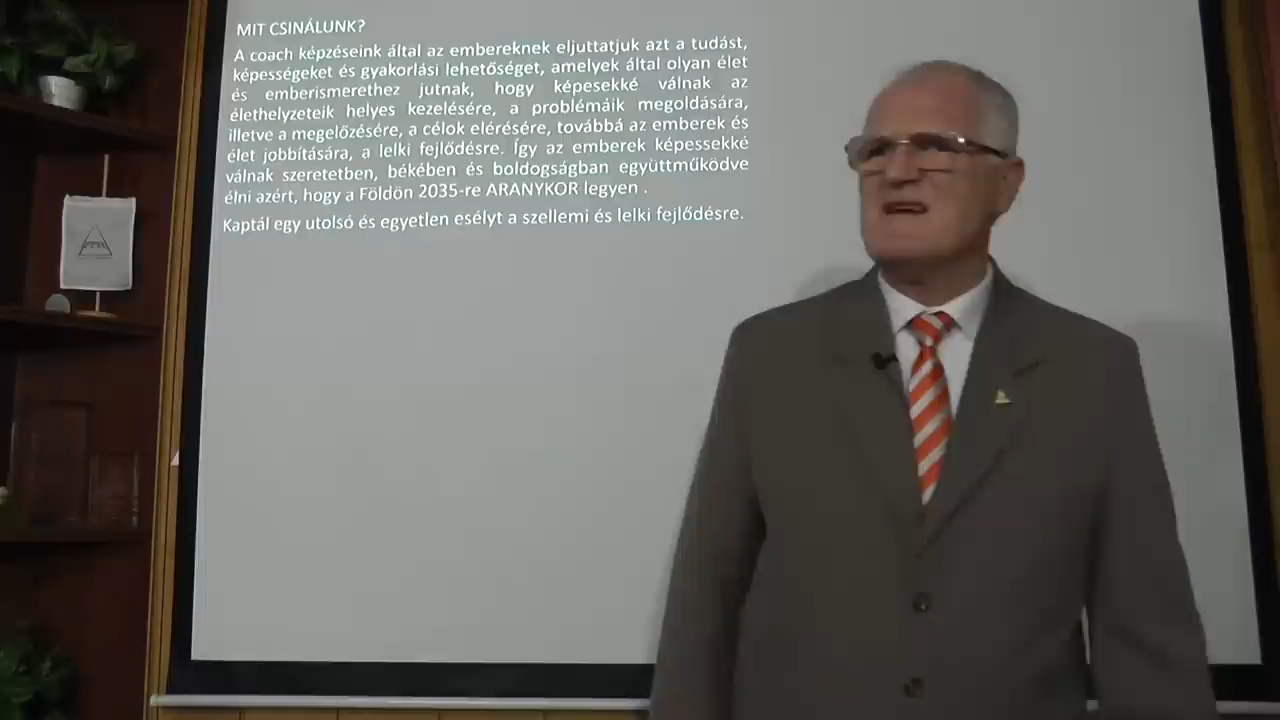 MIT CSINÁLUNK?
A coach képzéseink által az embereknek eljuttatjuk azt a tudást,
képességeket és gyakorlási lehetőséget, amelyek által olyan élet
és emberismerethez jutnak, hogy képesekké válnak az
élethelyzeteik helyes kezelésére, a problémáik megoldására,
illetve a megelőzésére, a célok elérésére, továbbá az emberek és
élet jobbítására, a lelki fejlődésre. Így az emberek képessekké
válnak szeretetben, békében és boldogságban együttműködve
élni azért, hogy a Földön 2035-re ARANYKOR legyen .
Kaptál egy utolsó és egyetlen esélyt a szellemi és lelki fejlődésre.